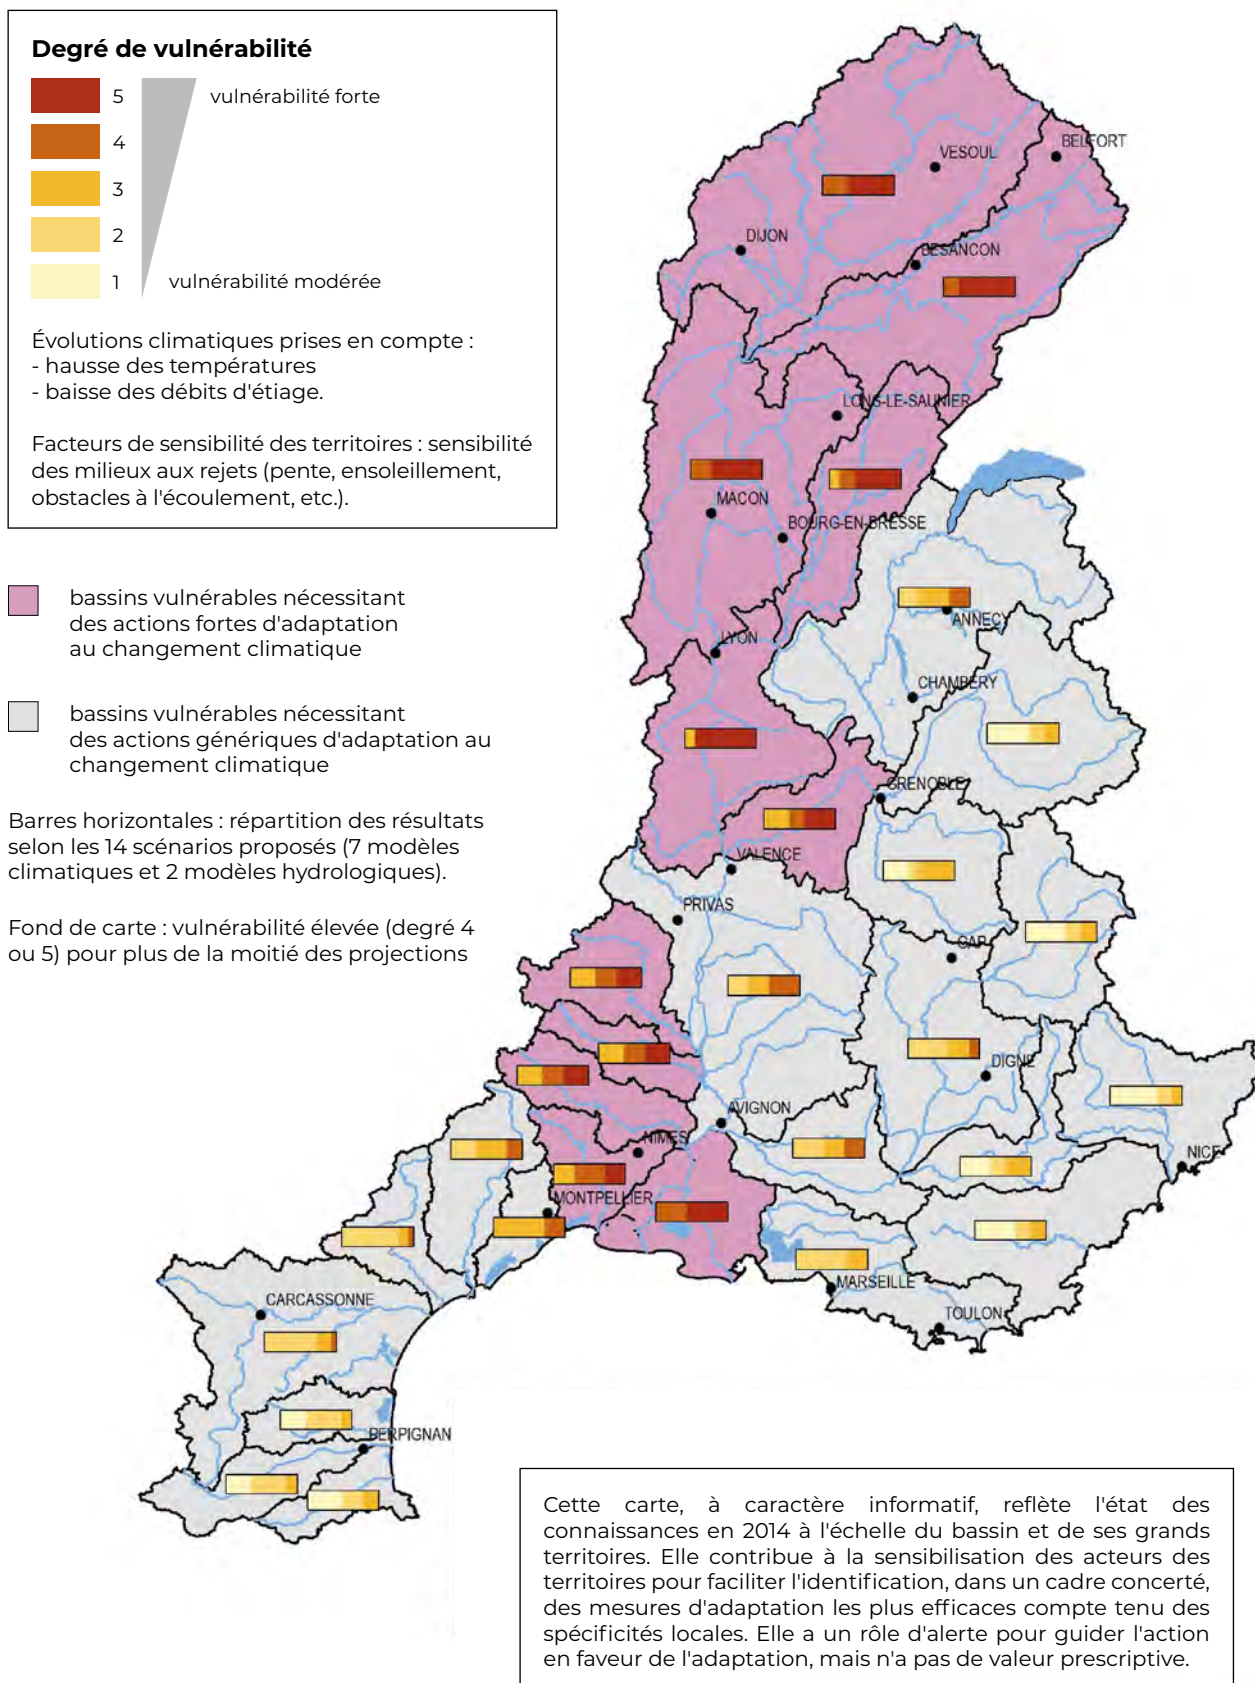 Degré de vulnérabilité
5
vulnérabilité forte
4
3
2
1
vulnérabilité modérée
Évolutions climatiques prises en compte :
- hausse des températures
- baisse des débits d'étiage.
Facteurs de sensibilité des territoires : sensibilité
des milieux aux rejets (pente, ensoleillement,
obstacles à l'écoulement, etc.).
bassins vulnérables nécessitant
des actions fortes d'adaptation
au changement climatique
bassins vulnérables nécessitant
des actions génériques d'adaptation au
changement climatique
Barres horizontales : répartition des résultats
selon les 14 scénarios proposés (7 modèles
climatiques et 2 modèles hydrologiques).
Fond de carte : vulnérabilité élevée (degré 4
ou 5) pour plus de la moitié des projections
BELFORT
VESOUL
DIJON
BESANCON
LONS-LE-SAUNIER
MACON
BOURG-EN-BRESSE
ANNECY
LYON
CHAMBERY
GRENOBLE
VALENCE
PRIVAS
GAP
DIGNE
AVIGNON
NIMES
NICE
MONTPELLIER
MARSEILLE
CARCASSONNE
TOULON
PERPIGNAN
Cette carte, à caractère informatif, reflète l'état des
connaissances en 2014 à l'échelle du bassin et de ses grands
territoires. Elle contribue à la sensibilisation des acteurs des
territoires pour faciliter l'identification, dans un cadre concerté,
des mesures d'adaptation les plus efficaces compte tenu des
spécificités locales. Elle a un rôle d'alerte pour guider l'action
en faveur de l'adaptation, mais n'a pas de valeur prescriptive.